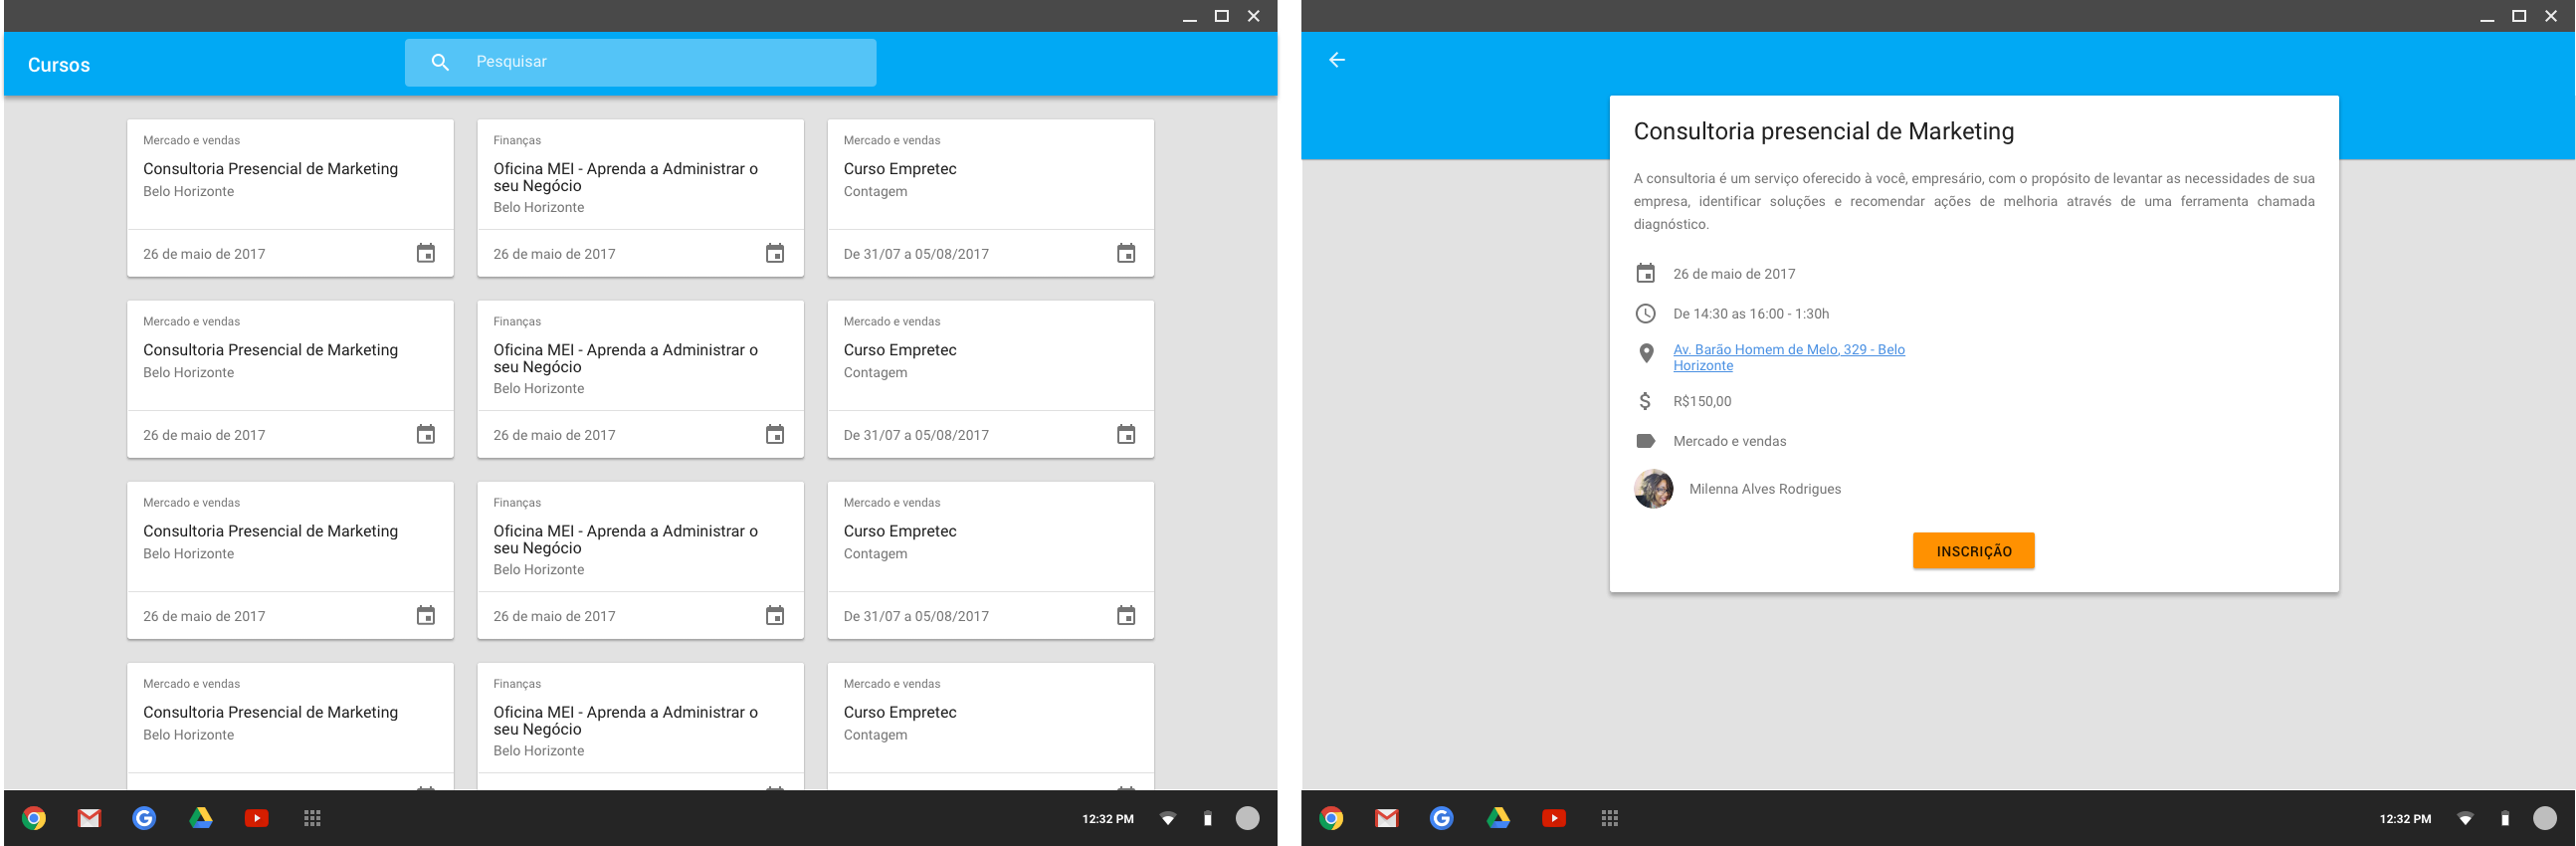 Cursos
Pesquisar
Mercado e vendas
Consultoria Presencial de Marketing
Belo Horizonte
26 de maio de 2017
Finanças
Oficina MEI - Aprenda a Administrar o
seu Negócio
Belo Horizonte
26 de maio de 2017
Mercado e vendas
Curso Empretec
Contagem
De 31/07 a 05/08/2017
Mercado e vendas
Consultoria Presencial de Marketing
Belo Horizonte
26 de maio de 2017
Finanças
Oficina MEI - Aprenda a Administrar o
seu Negócio
Belo Horizonte
26 de maio de 2017
Mercado e vendas
Curso Empretec
Contagem
De 31/07 a 05/08/2017
Mercado e vendas
Consultoria Presencial de Marketing
Belo Horizonte
26 de maio de 2017
Finanças
Oficina MEI - Aprenda a Administrar o
seu Negócio
Belo Horizonte
26 de maio de 2017
Mercado e vendas
Curso Empretec
Contagem
De 31/07 a 05/08/2017
Mercado e vendas
Consultoria Presencial de Marketing
Belo Horizonte
Finanças
Oficina MEI - Aprenda a Administrar o
seu Negócio
Belo Horizonte
Mercado e vendas
Curso Empretec
Contagem
12:32 PM
Consultoria presencial de Marketing
A consultoria é um serviço oferecido à você, empresário, com o propósito de levantar as necessidades de sua
empresa, identificar soluções e recomendar ações de melhoria através de uma ferramenta chamada
diagnóstico.
26 de maio de 2017
De 14:30 as 16:00 - 1:30h
Av. Barão Homem de Melo, 329 - Belo
Horizonte
R$150,00
Mercado e vendas
Milenna Alves Rodrigues
INSCRIÇÃO
12:32 PM